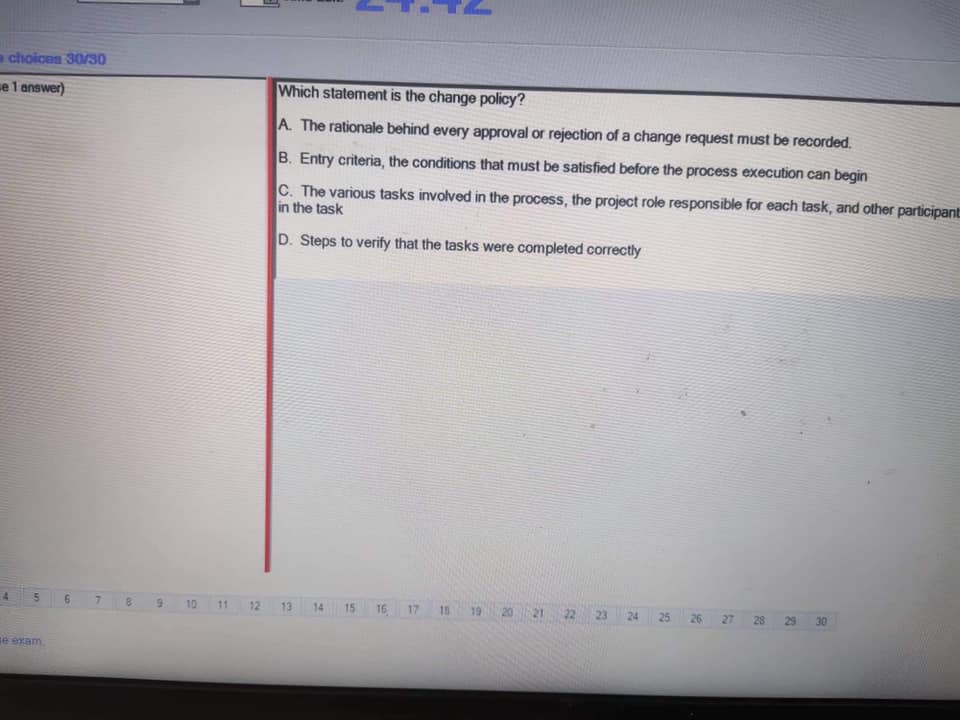 24:42
choices 30/30
e 1 answer)
Which statement is the change policy?
A. The rationale behind every approval or rejection of a change request must be recorded.
B. Entry criteria, the conditions that must be satisfied before the process execution can begin
C. The various tasks involved in the process, the project role responsible for each task, and other participant
in the task
D. Steps to verify that the tasks were completed correctly
4 5 6 7 8 9 10 11 12 13 14 15 16 17 18 19 20 21 22 23 24 25 26 27 28 29 30
e exam.